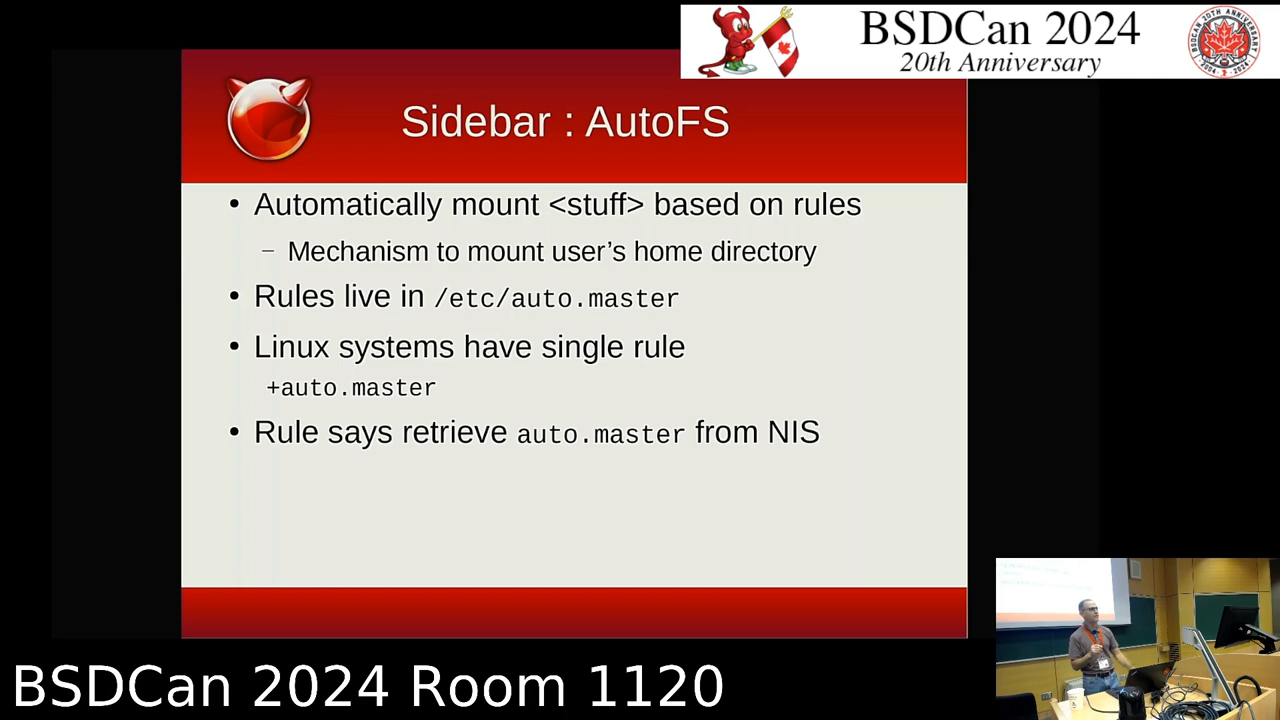 BSDCan 2024
20th Anniversary
Sidebar : AutoFS
• Automatically mount <stuff> based on rules
– Mechanism to mount user’s home directory
• Rules live in /etc/auto.master
• Linux systems have single rule
+auto.master
• Rule says retrieve auto.master from NIS
BSDCan 2024 Room 1120